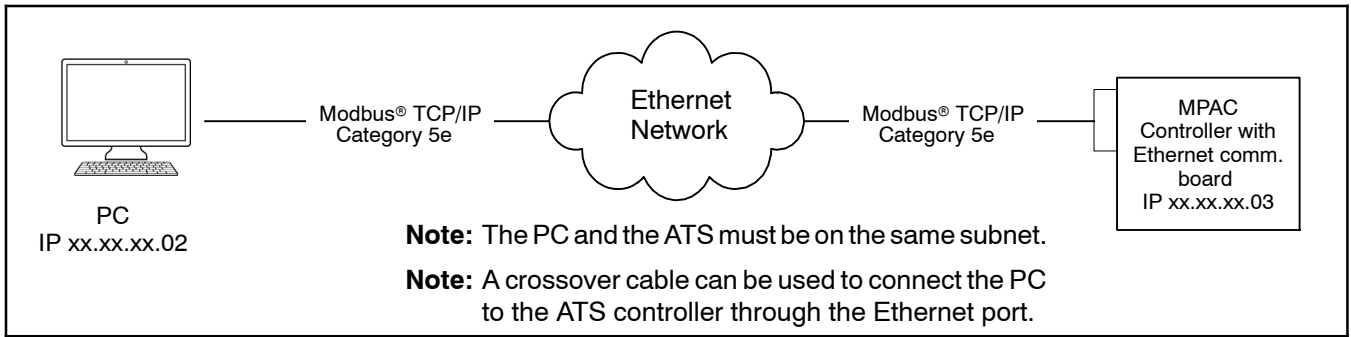 PC
IP xx.xx.xx.02
Modbus® TCP/IP
Category 5e
Ethernet
Network
Modbus® TCP/IP
Category 5e
MPAC
Controller with
Ethernet comm.
board
IP xx.xx.xx.03
Note: The PC and the ATS must be on the same subnet.
Note: A crossover cable can be used to connect the PC
to the ATS controller through the Ethernet port.